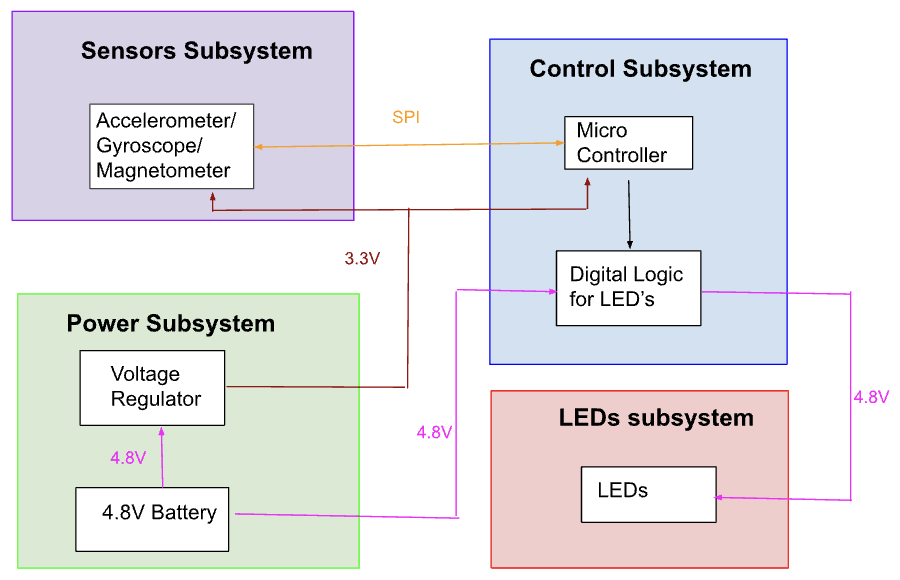 Sensors Subsystem
Accelerometer/
Gyroscope/
Magnetometer
SPI
Control Subsystem
Micro
Controller
Digital Logic
for LED's
3.3V
Power Subsystem
Voltage
Regulator
4.8V
4.8V Battery
4.8V
4.8V
LEDs subsystem
LEDs